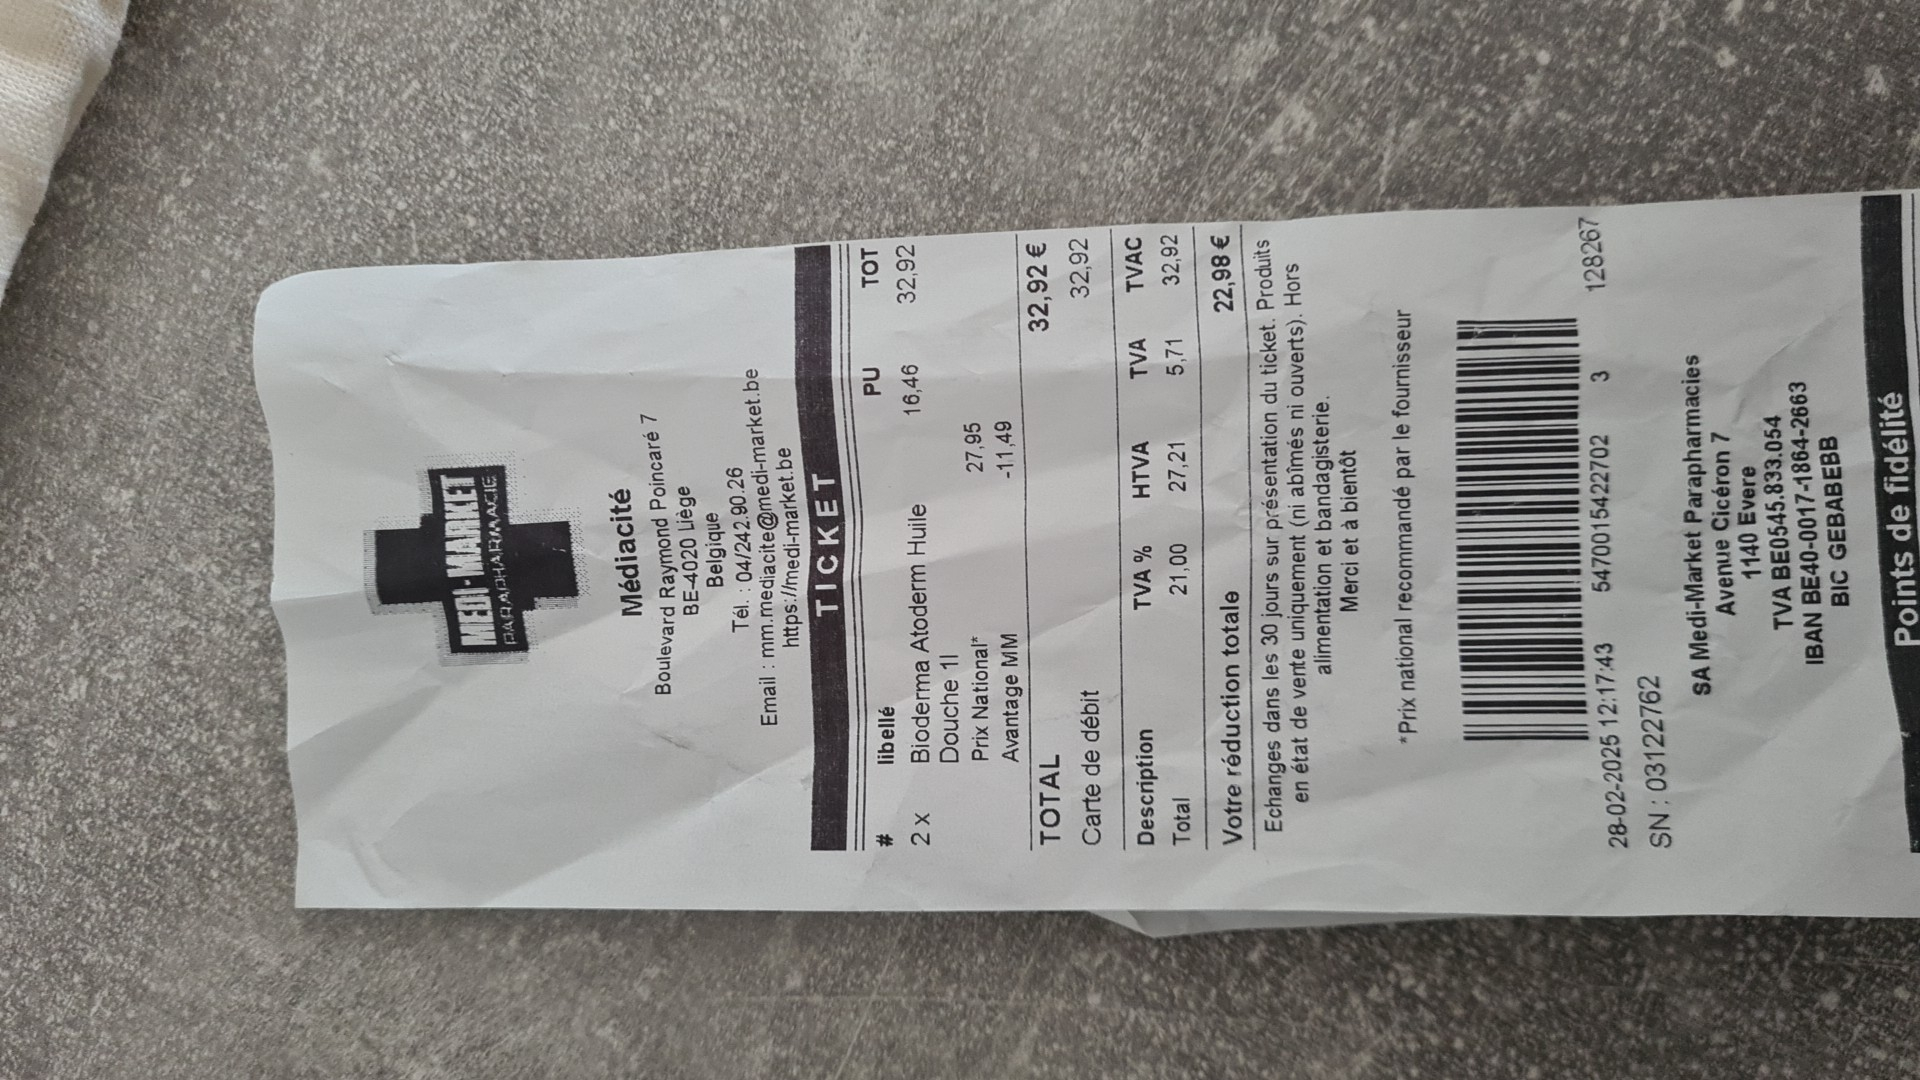 MEDI-MARKET
PARAPHARMACIE
Médiacité
Boulevard Raymond Poincaré 7
BE-4020 Liège
Belgique
Tél. : 04/242.90.26
Email : mm.mediacite@medi-market.be
https://medi-market.be
TICKET
# libellé PU TOT
2 x Bioderma Atoderm Huile 16,46 32,92
Douche 1l
Prix National* 27,95
Avantage MM -11,49
TOTAL 32,92 €
Carte de débit 32,92
Description TVA % HTVA TVA TVAC
Total 21,00 27,21 5,71 32,92
Votre réduction totale 22,98 €
Echanges dans les 30 jours sur présentation du ticket. Produits
en état de vente uniquement (ni abîmés ni ouverts). Hors
alimentation et bandagisterie.
Merci et à bientôt
*Prix national recommandé par le fournisseur
28-02-2025 12:17:43 5470015422702 3 128267
SN : 03122762
SA Medi-Market Parapharmacies
Avenue Cicéron 7
1140 Evere
TVA BE0545.833.054
IBAN BE40-0017-1864-2663
BIC GEBABEBB
Points de fidélité